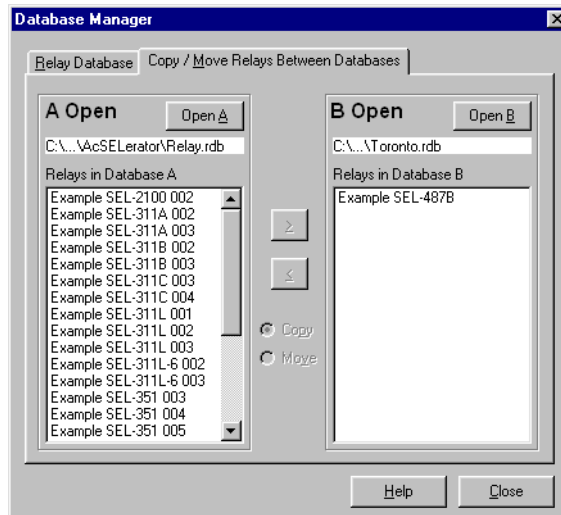 Database Manager
Relay Database
Copy / Move Relays Between Databases
A Open
Open A
C:\...\AcSELerator\Relay.rdb
Relays in Database A
Example SEL-2100 002
Example SEL-311A 002
Example SEL-311A 003
Example SEL-311B 002
Example SEL-311B 003
Example SEL-311C 003
Example SEL-311C 004
Example SEL-311L 001
Example SEL-311L 002
Example SEL-311L 003
Example SEL-311L-6 002
Example SEL-311L-6 003
Example SEL-351 003
Example SEL-351 004
Example SEL-351 005
>
<
Copy
Move
B Open
Open B
C:\...\Toronto.rdb
Relays in Database B
Example SEL-487B
Help
Close